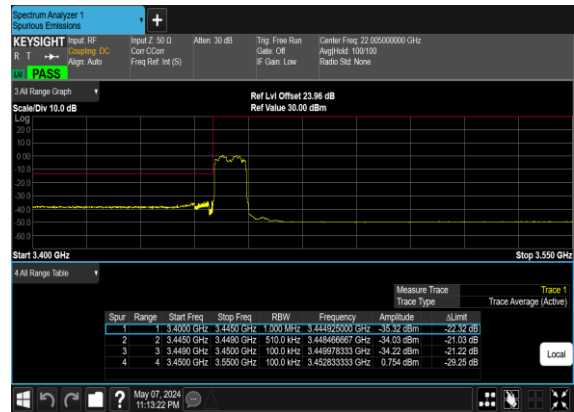 Spectrum Analyzer 1
Spurious Emissions
KEYSIGHT Input: RF Input Z: 50 Ω Atten: 30 dB Trig: Free Run Center Freq: 22.005000000 GHz
R T Coupling: DC Corr CCorr Gate: Off Avg|Hold: 100/100
Align: Auto Freq Ref: Int (S) IF Gain: Low Radio Std: None
PASS
3 All Range Graph
Ref Lvl Offset 23.96 dB
Scale/Div 10.0 dB Ref Value 30.00 dBm
Log
20.0
10.0
0.00
-10.0
-20.0
-30.0
-40.0
-50.0
-60.0
Start 3.400 GHz Stop 3.550 GHz
4 All Range Table
Measure Trace Trace 1
Trace Type Trace Average (Active)
Spur Range Start Freq Stop Freq RBW Frequency Amplitude ΔLimit
1 1 3.4000 GHz 3.4450 GHz 1.000 MHz 3.444925000 GHz -35.32 dBm -22.32 dB
2 2 3.4450 GHz 3.4490 GHz 510.0 kHz 3.448466667 GHz -34.03 dBm -21.03 dB
3 3 3.4490 GHz 3.4500 GHz 100.0 kHz 3.449978333 GHz -34.22 dBm -21.22 dB
4 4 3.4500 GHz 3.5500 GHz 100.0 kHz 3.452833333 GHz 0.754 dBm -29.25 dB
Local
May 07, 2024
11:13:22 PM